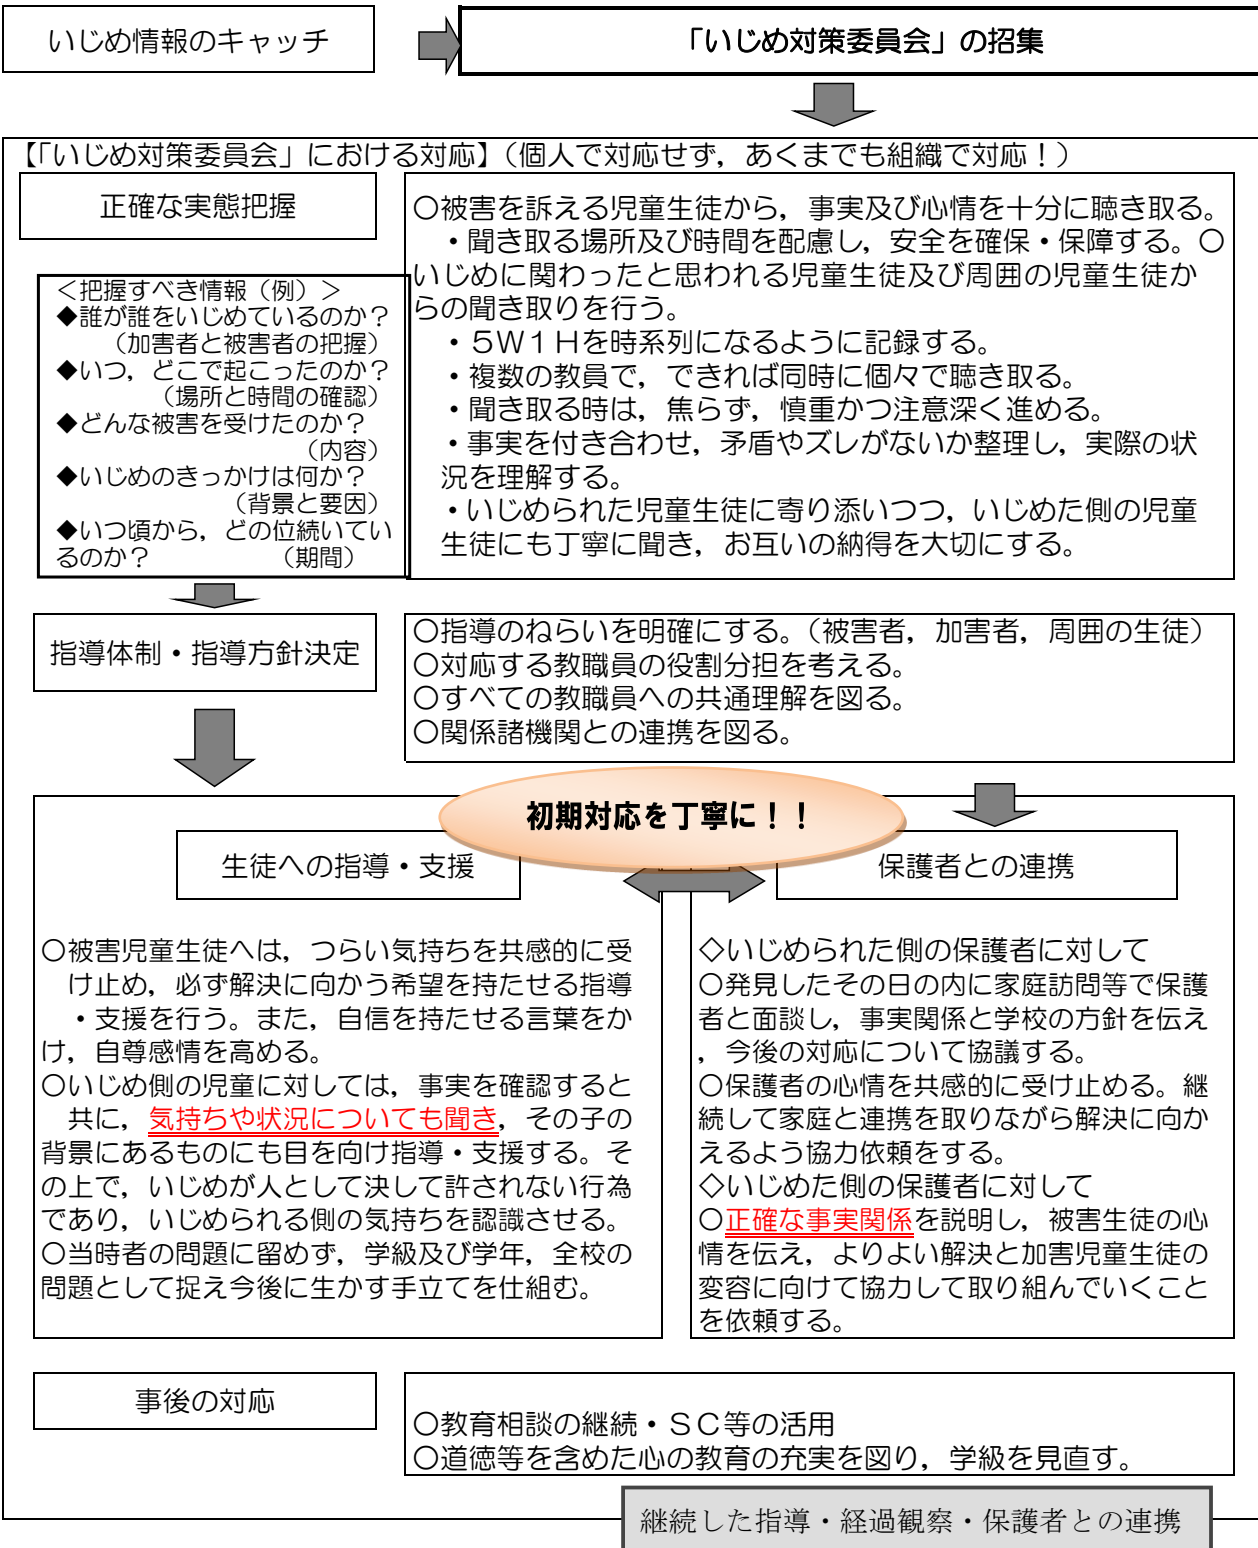 いじめ情報のキャッチ
「いじめ対策委員会」の招集
【「いじめ対策委員会」における対応】（個人で対応せず，あくまでも組織で対応！）
正確な実態把握
＜把握すべき情報（例）＞
◆誰が誰をいじめているのか？
（加害者と被害者の把握）
◆いつ，どこで起こったのか？
（場所と時間の確認）
◆どんな被害を受けたのか？
（内容）
◆いじめのきっかけは何か？
（背景と要因）
◆いつ頃から，どの位続いてい
るのか？　　　　　（期間）
○被害を訴える児童生徒から，事実及び心情を十分に聴き取る。
・聞き取る場所及び時間を配慮し，安全を確保・保障する。○
いじめに関わったと思われる児童生徒及び周囲の児童生徒か
らの聞き取りを行う。
・５Ｗ１Ｈを時系列になるように記録する。
・複数の教員で，できれば同時に個々で聴き取る。
・聞き取る時は，焦らず，慎重かつ注意深く進める。
・事実を付き合わせ，矛盾やズレがないか整理し，実際の状
況を理解する。
・いじめられた児童生徒に寄り添いつつ，いじめた側の児童
生徒にも丁寧に聞き，お互いの納得を大切にする。
指導体制・指導方針決定
○指導のねらいを明確にする。（被害者，加害者，周囲の生徒）
○対応する教職員の役割分担を考える。
○すべての教職員への共通理解を図る。
○関係諸機関との連携を図る。
初期対応を丁寧に！！
生徒への指導・支援
○被害児童生徒へは，つらい気持ちを共感的に受
け止め，必ず解決に向かう希望を持たせる指導
・支援を行う。また，自信を持たせる言葉をか
け，自尊感情を高める。
○いじめ側の児童に対しては，事実を確認すると
共に，気持ちや状況についても聞き，その子の
背景にあるものにも目を向け指導・支援する。そ
の上で，いじめが人として決して許されない行為
であり，いじめられる側の気持ちを認識させる。
○当時者の問題に留めず，学級及び学年，全校の
問題として捉え今後に生かす手立てを仕組む。
保護者との連携
◇いじめられた側の保護者に対して
○発見したその日の内に家庭訪問等で保護
者と面談し，事実関係と学校の方針を伝え
，今後の対応について協議する。
○保護者の心情を共感的に受け止める。継
続して家庭と連携を取りながら解決に向か
えるよう協力依頼をする。
◇いじめた側の保護者に対して
○正確な事実関係を説明し，被害生徒の心
情を伝え，よりよい解決と加害児童生徒の
変容に向けて協力して取り組んでいくこと
を依頼する。
事後の対応
○教育相談の継続・ＳＣ等の活用
○道徳等を含めた心の教育の充実を図り，学級を見直す。
継続した指導・経過観察・保護者との連携